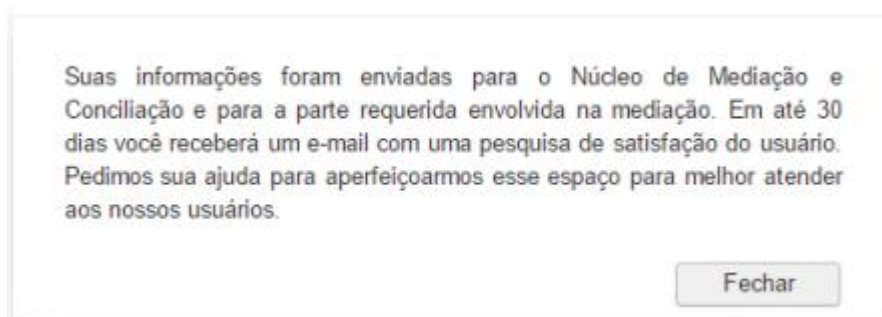 Suas informações foram enviadas para o Núcleo de Mediação e
Conciliação e para a parte requerida envolvida na mediação. Em até 30
dias você receberá um e-mail com uma pesquisa de satisfação do usuário.
Pedimos sua ajuda para aperfeiçoarmos esse espaço para melhor atender
aos nossos usuários.
Fechar